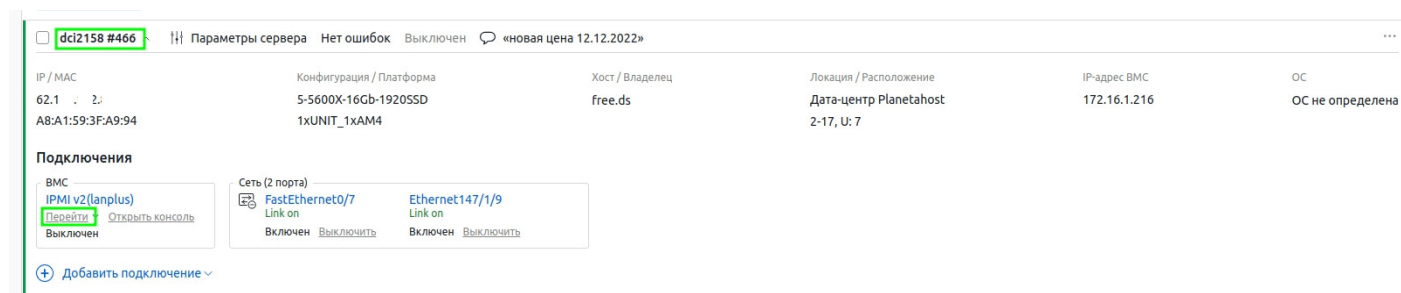 dci2158 #466 Параметры сервера Нет ошибок Выключен «новая цена 12.12.2022» ...
IP / MAC Конфигурация / Платформа Хост / Владелец Локация / Расположение IP-адрес BMC ОС
62.1 5-5600X-16Gb-1920SSD free.ds Дата-центр Planetahost 172.16.1.216 ОС не определена
A8:A1:59:3F:A9:94 1xUNIT_1xAM4 2-17, U: 7
Подключения
BMC Сеть (2 порта)
IPMI v2(lanplus) FastEthernet0/7 Ethernet147/1/9
Перейти Открыть консоль Link on Link on
Выключен Включен Выключить Включен Выключить
Добавить подключение